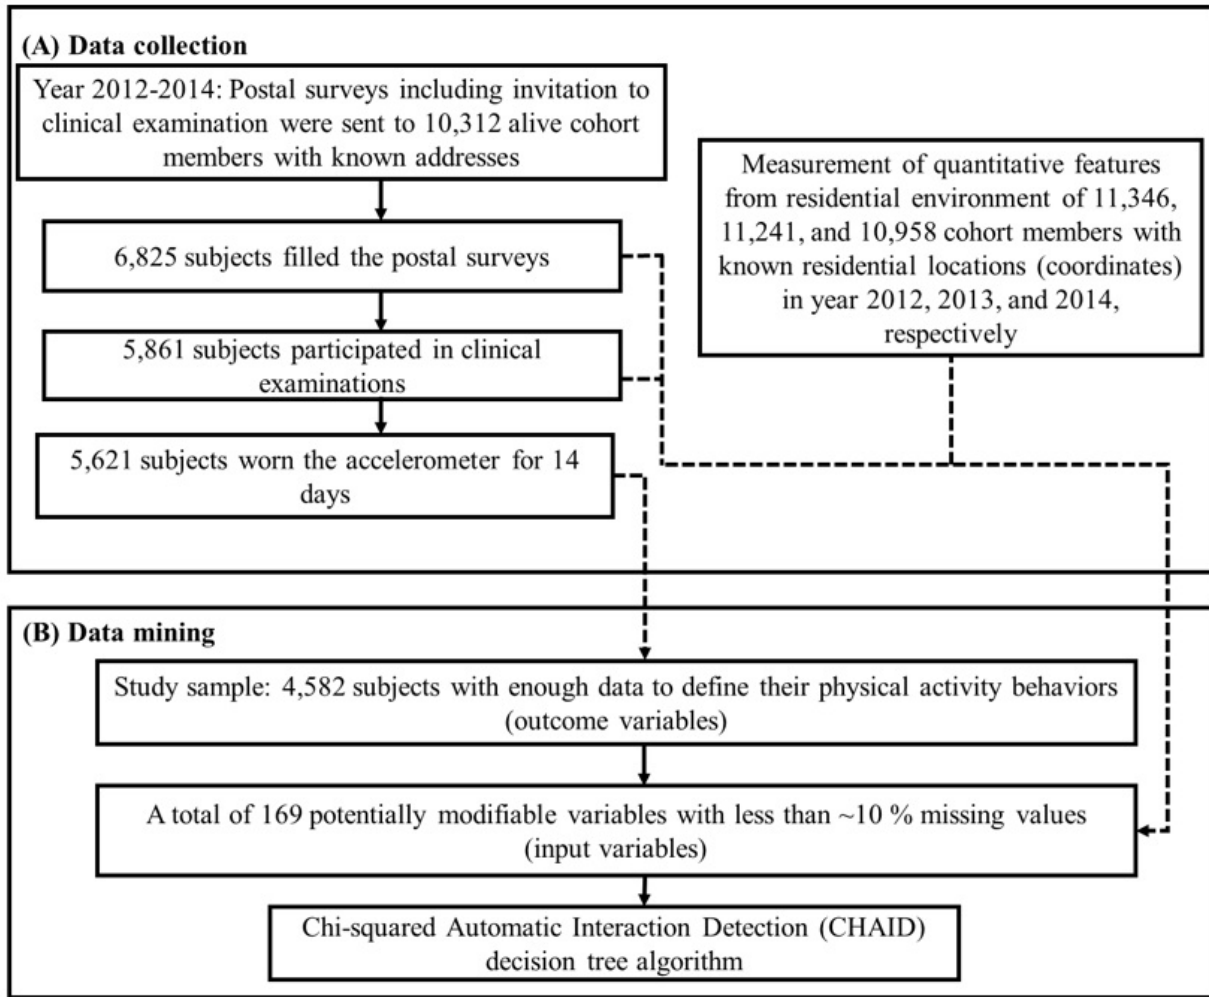 (A) Data collection
Year 2012-2014: Postal surveys including invitation to
clinical examination were sent to 10,312 alive cohort
members with known addresses
6,825 subjects filled the postal surveys
5,861 subjects participated in clinical
examinations
5,621 subjects worn the accelerometer for 14
days
Measurement of quantitative features
from residential environment of 11,346,
11,241, and 10,958 cohort members with
known residential locations (coordinates)
in year 2012, 2013, and 2014,
respectively
(B) Data mining
Study sample: 4,582 subjects with enough data to define their physical activity behaviors
(outcome variables)
A total of 169 potentially modifiable variables with less than ~10 % missing values
(input variables)
Chi-squared Automatic Interaction Detection (CHAID)
decision tree algorithm